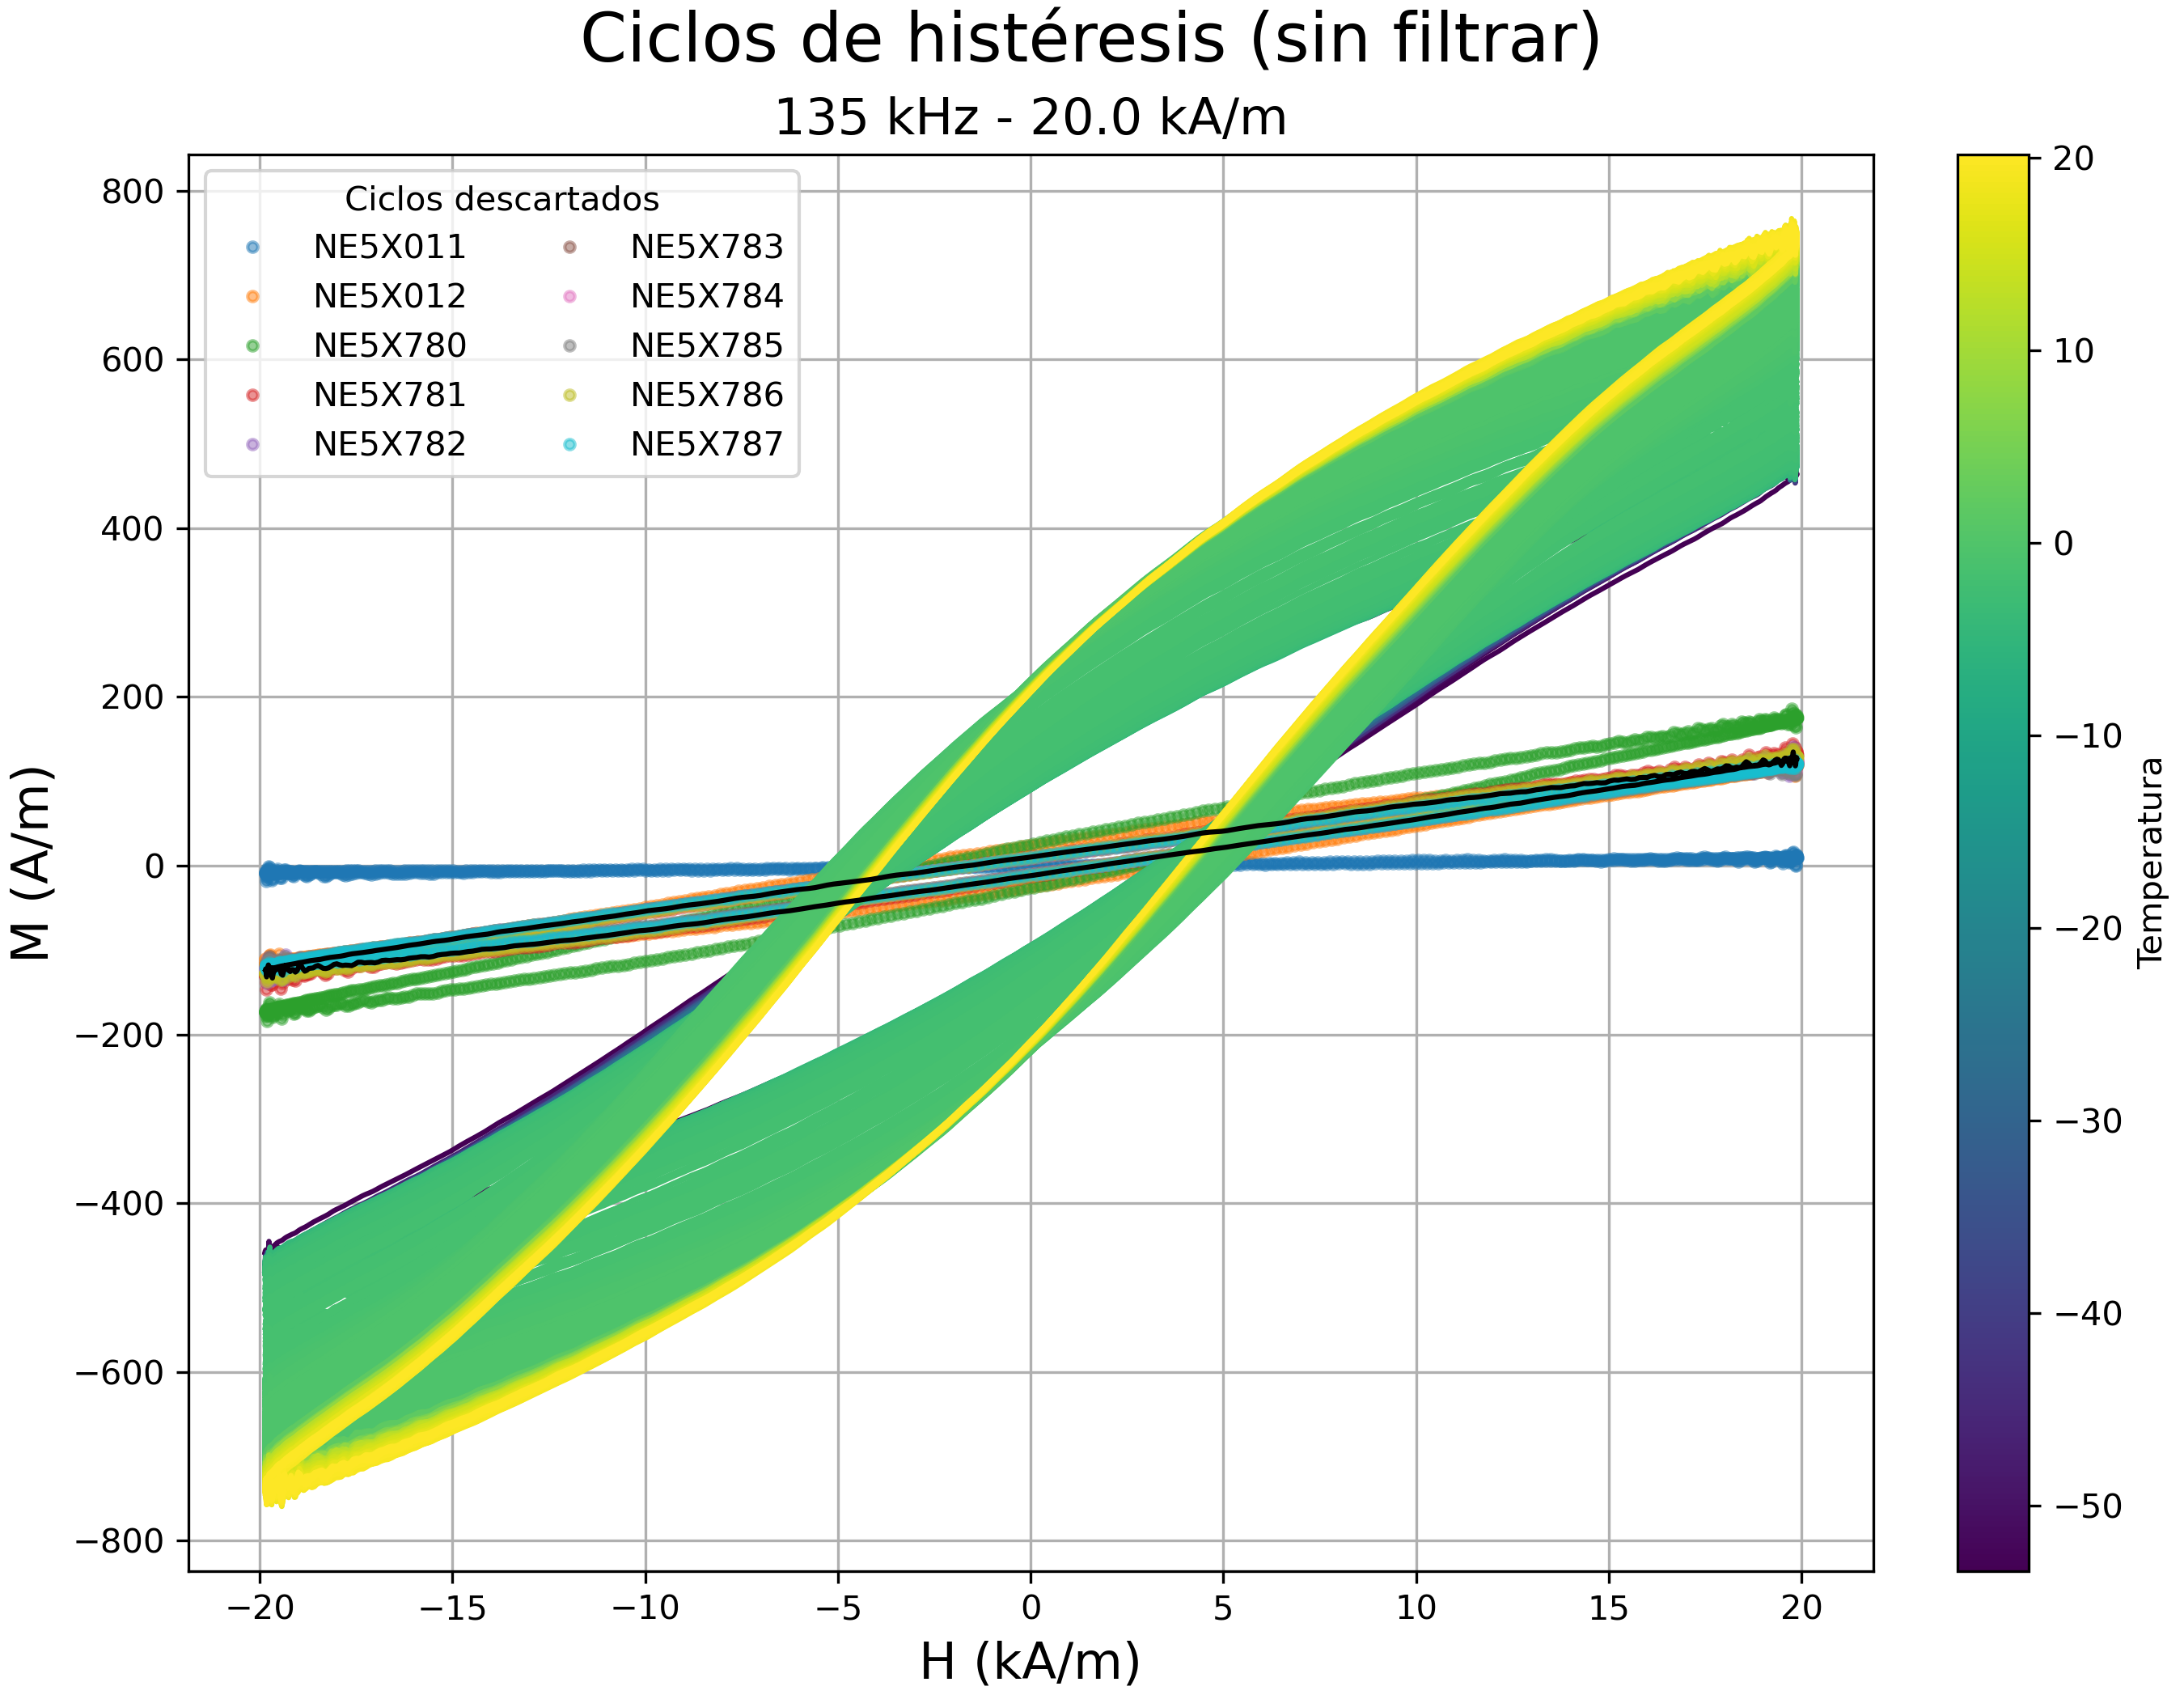 Ciclos de histéresis (sin filtrar)
135 kHz - 20.0 kA/m
Ciclos descartados
NE5X011 NE5X783
NE5X012 NE5X784
NE5X780 NE5X785
NE5X781 NE5X786
NE5X782 NE5X787
800
600
400
200
0
−200
−400
−600
−800
M (A/m)
−20 −15 −10 −5 0 5 10 15 20
H (kA/m)
20
10
0
−10
−20
−30
−40
−50
Temperatura